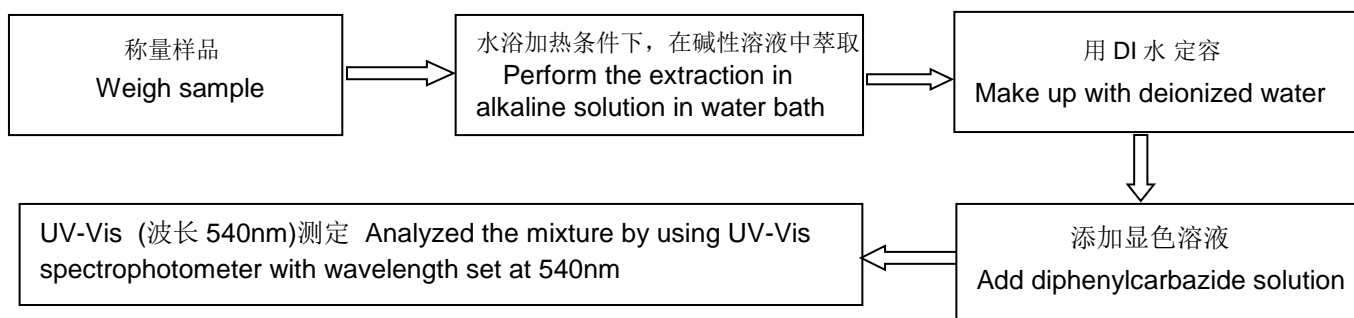 称量样品
Weigh sample
水浴加热条件下，在碱性溶液中萃取
Perform the extraction in
alkaline solution in water bath
用 DI 水 定容
Make up with deionized water
添加显色溶液
Add diphenylcarbazide solution
UV-Vis (波长 540nm)测定 Analyzed the mixture by using UV-Vis
spectrophotometer with wavelength set at 540nm